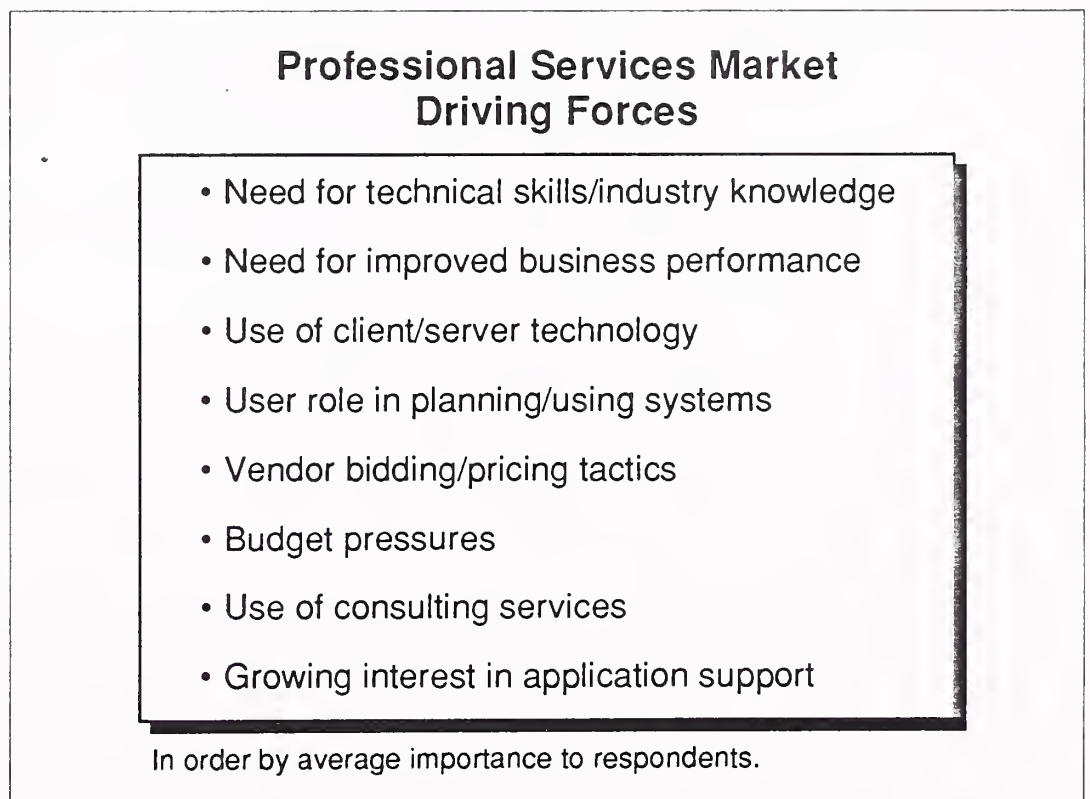 Professional Services Market
Driving Forces
• Need for technical skills/industry knowledge
• Need for improved business performance
• Use of client/server technology
• User role in planning/using systems
• Vendor bidding/pricing tactics
• Budget pressures
• Use of consulting services
• Growing interest in application support
In order by average importance to respondents.